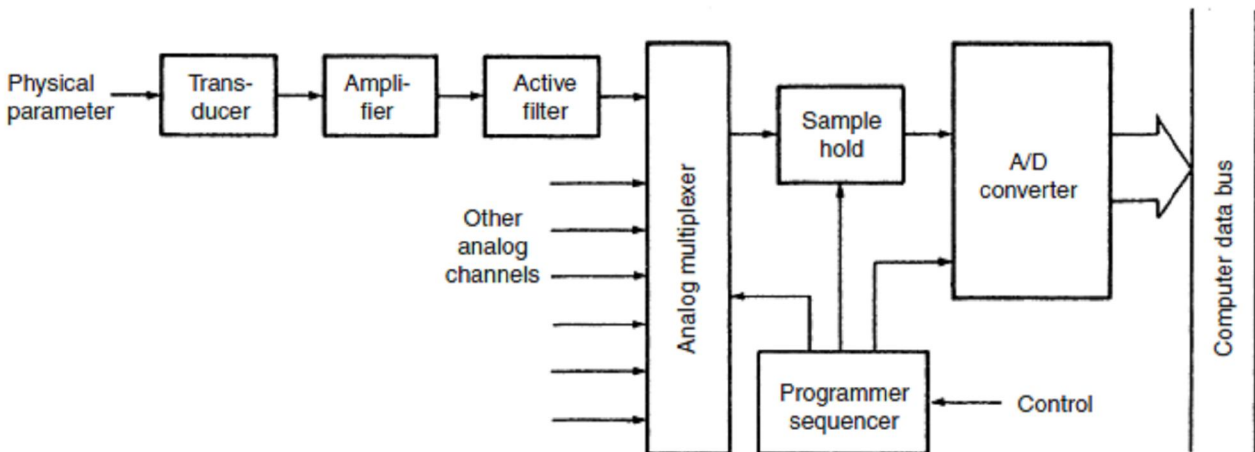 Physical
parameter
Trans-
ducer
Ampli-
fier
Active
filter
Other
analog
channels
Analog multiplexer
Sample
hold
A/D
converter
Programmer
sequencer
Control
Computer data bus